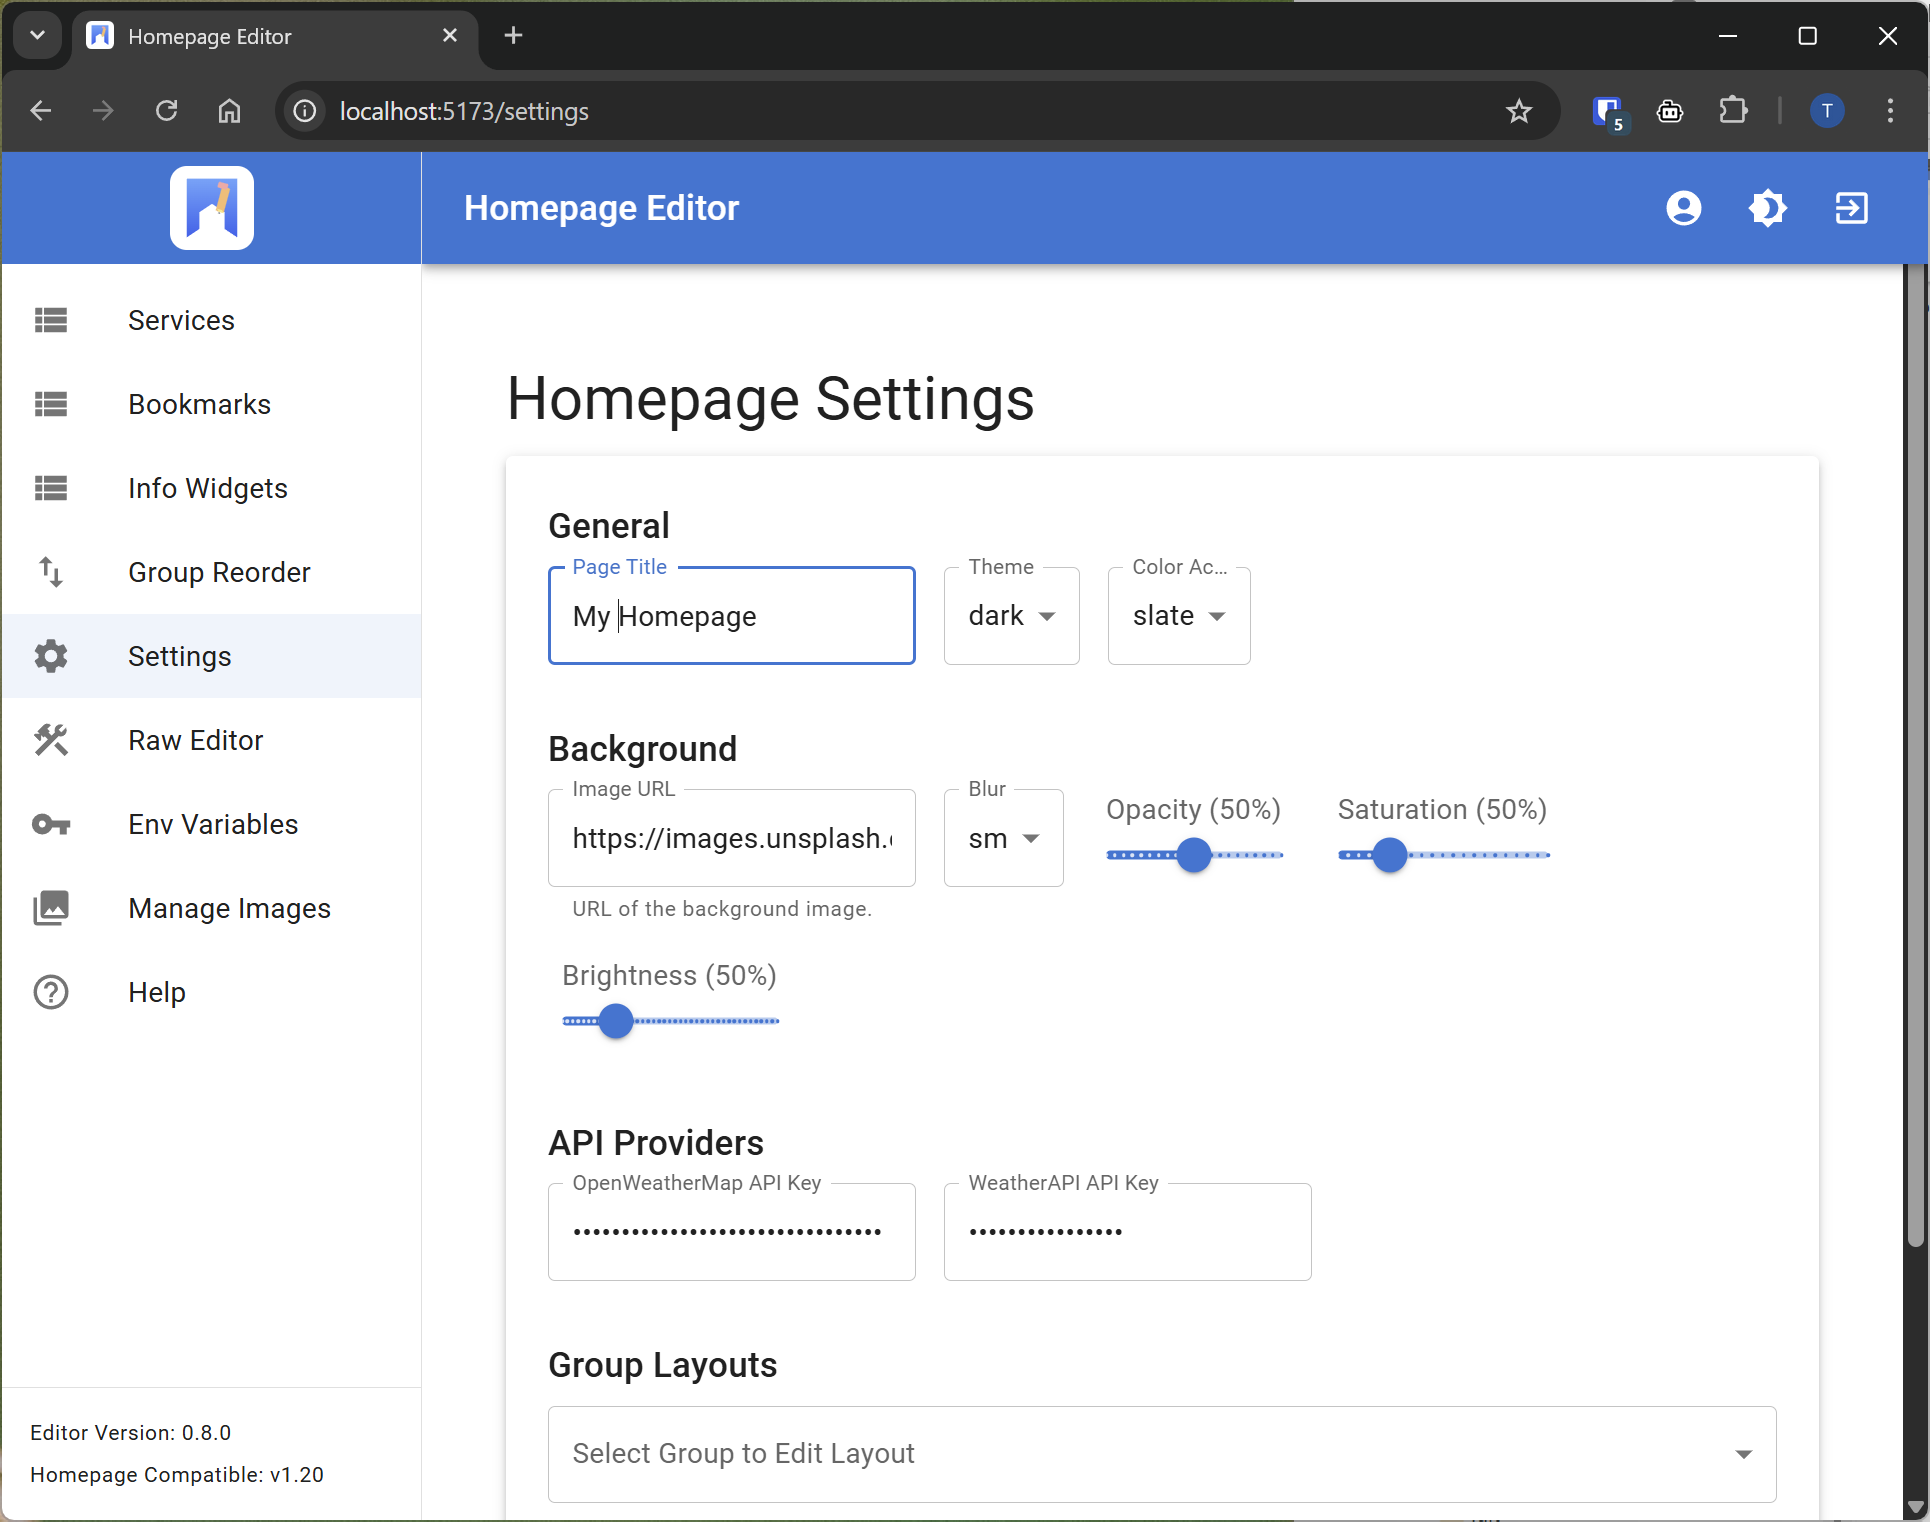 Homepage Editor
localhost:5173/settings
5
T
Homepage Editor
Services
Bookmarks
Info Widgets
Group Reorder
Settings
Raw Editor
Env Variables
Manage Images
Help
Editor Version: 0.8.0
Homepage Compatible: v1.20
Homepage Settings
General
Page Title
My Homepage
Theme
dark
Color Ac...
slate
Background
Image URL
https://images.unsplash.
URL of the background image.
Blur
sm
Opacity (50%)
Saturation (50%)
Brightness (50%)
API Providers
OpenWeatherMap API Key
WeatherAPI API Key
Group Layouts
Select Group to Edit Layout